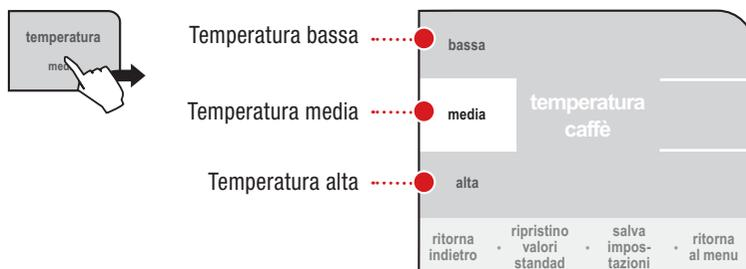 temperatura
med
Temperatura bassa
Temperatura media
Temperatura alta
bassa
media
alta
temperatura
caffè
ritorna
indietro
ripristino
valori
standad
salva
impos-
tazioni
ritorna
al menu